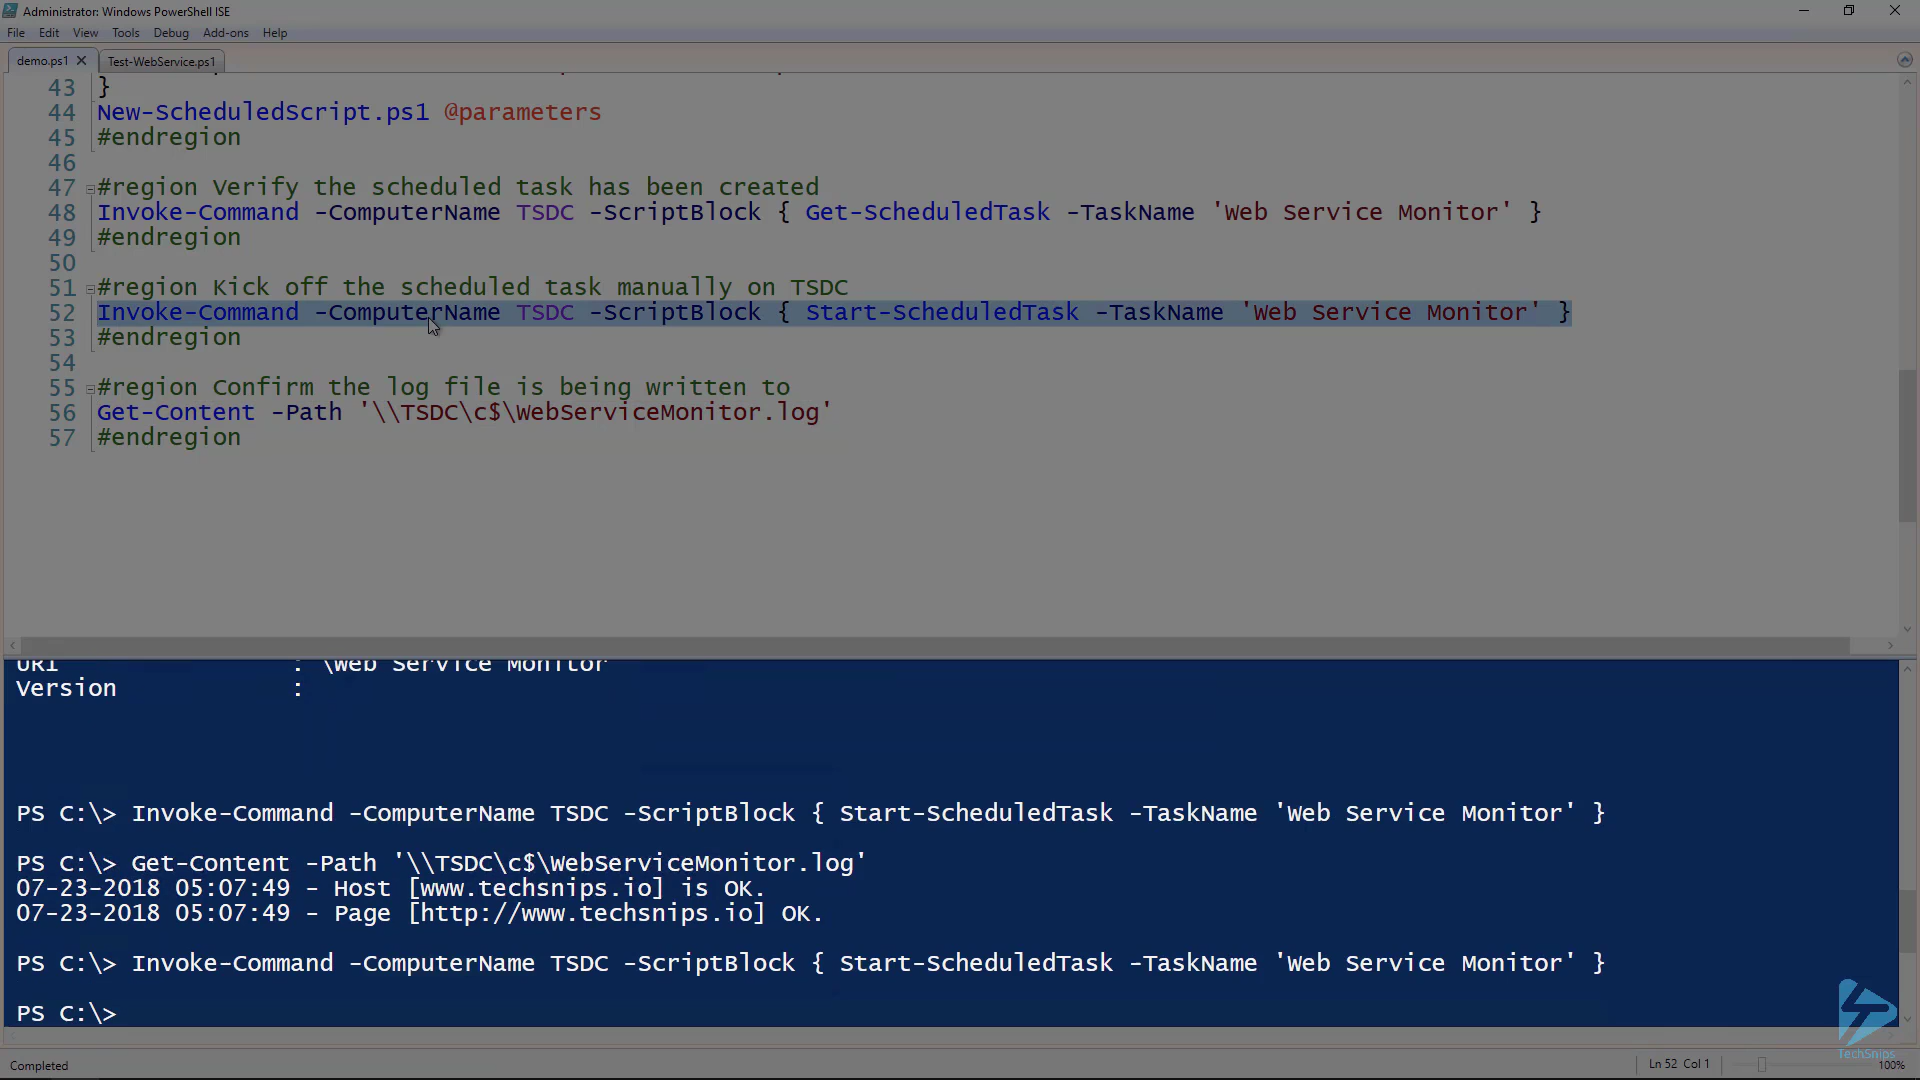 Administrator: Windows PowerShell ISE
File Edit View Tools Debug Add-ons Help
demo.ps1 Test-WebService.ps1
43 }
44 New-ScheduledScript.ps1 @parameters
45 #endregion
46
47 #region Verify the scheduled task has been created
48 Invoke-Command -ComputerName TSDC -ScriptBlock { Get-ScheduledTask -TaskName 'Web Service Monitor' }
49 #endregion
50
51 #region Kick off the scheduled task manually on TSDC
52 Invoke-Command -ComputerName TSDC -ScriptBlock { Start-ScheduledTask -TaskName 'Web Service Monitor' }
53 #endregion
54
55 #region Confirm the log file is being written to
56 Get-Content -Path '\\TSDC\c$\WebServiceMonitor.log'
57 #endregion
URI : \Web Service Monitor
Version :
PS C:\> Invoke-Command -ComputerName TSDC -ScriptBlock { Start-ScheduledTask -TaskName 'Web Service Monitor' }
PS C:\> Get-Content -Path '\\TSDC\c$\WebServiceMonitor.log'
07-23-2018 05:07:49 - Host [www.techsnips.io] is OK.
07-23-2018 05:07:49 - Page [http://www.techsnips.io] OK.
PS C:\> Invoke-Command -ComputerName TSDC -ScriptBlock { Start-ScheduledTask -TaskName 'Web Service Monitor' }
PS C:\>
TechSnips
Completed Ln 52 Col 1 100%